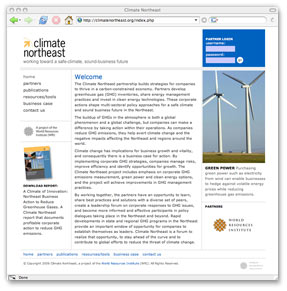 Climate Northeast
http://climatenortheast.org/index.php
climate
northeast
working toward a safe-climate, sound-business future
PARTNER LOGIN
username:
password:
home
partners
publications
resources/tools
business case
contact us
A project of the
World Resources
Institute (WRI)
DOWNLOAD REPORT:
A Climate of Innovation:
Northeast Business
Action to Reduce
Greenhouse Gases. A
Climate Northeast
report that documents
profitable corporate
action to reduce GHG
emissions.
Welcome
The Climate Northeast partnership builds strategies for companies
to thrive in a carbon-constrained economy. Partners develop
greenhouse gas (GHG) inventories, share energy management
practices and invest in clean energy technologies. These corporate
actions shape multi-sectoral policy approaches for a safe climate
and sound business future in the Northeast.
The buildup of GHGs in the atmosphere is both a global
phenomenon and a global challenge, but companies can make a
difference by taking action within their operations. As companies
reduce GHG emissions, they help avert climate change and the
negative impacts affecting the Northeast and regions around the
world.
Climate change has implications for business growth and vitality,
and consequently there is a business case for action. By
implementing corporate GHG strategies, companies manage risks,
improve efficiency and identify opportunities for growth. The
Climate Northeast project includes emphases on corporate GHG
emissions measurement, green power and clean energy options,
and the project will achieve improvements in GHG management
practices.
By working together, the partners have an opportunity to learn,
share best practices and solutions with a diverse set of peers,
create a leadership forum on corporate responses to GHG issues,
and become more informed and effective participants in policy
dialogues taking place in the Northeast and beyond. Rapid
developments in state and regional GHG programs in the Northeast
provide an important window of opportunity for companies to
establish themselves as leaders. Climate Northeast is a forum to
realize that opportunity, to stay ahead of the curve and to
contribute to global efforts to reduce the threat of climate change.
GREEN POWER Purchasing
green power such as electricity
from wind can enable businesses
to hedge against volatile energy
prices while reducing
greenhouse gas emissions.
PARTNERS
WORLD
RESOURCES
INSTITUTE
home partners publications resources/tools business case contact us
Copyright 2006 Climate Northeast, a project of the World Resources Institute (WRI). All Rights Reserved.
Done